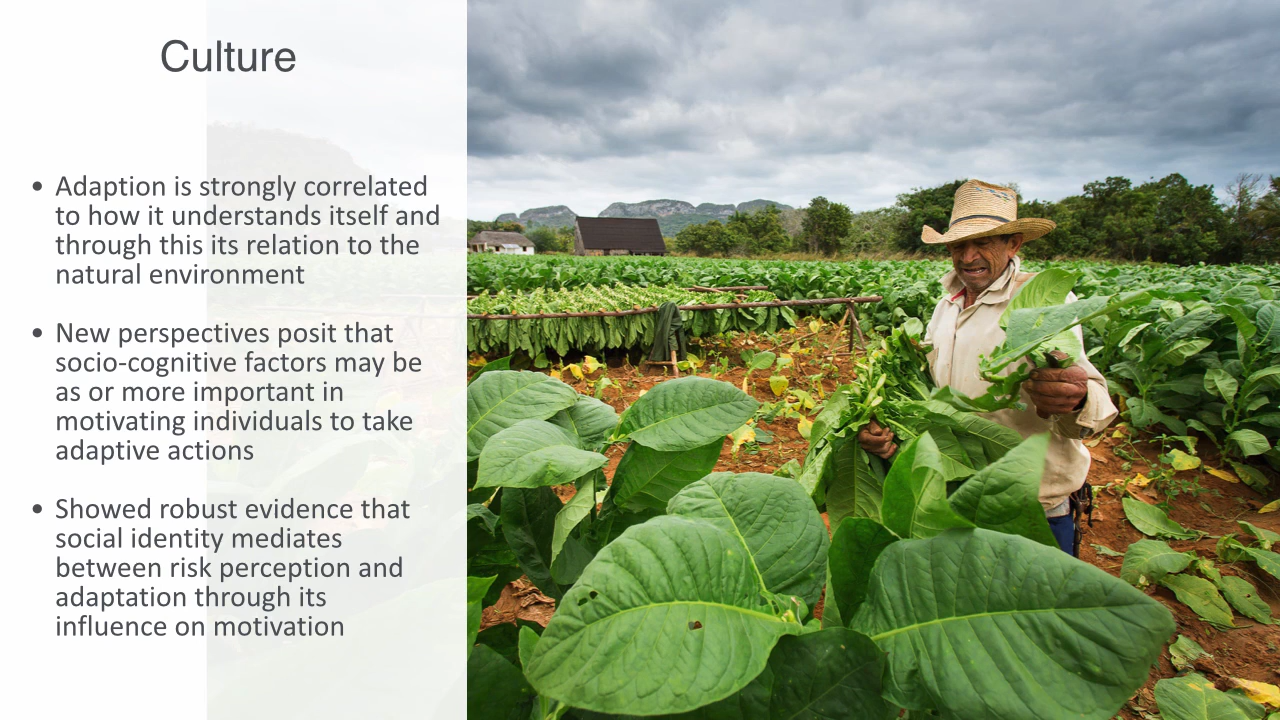 Culture
• Adaption is strongly correlated
to how it understands itself and
through this its relation to the
natural environment
• New perspectives posit that
socio-cognitive factors may be
as or more important in
motivating individuals to take
adaptive actions
• Showed robust evidence that
social identity mediates
between risk perception and
adaptation through its
influence on motivation